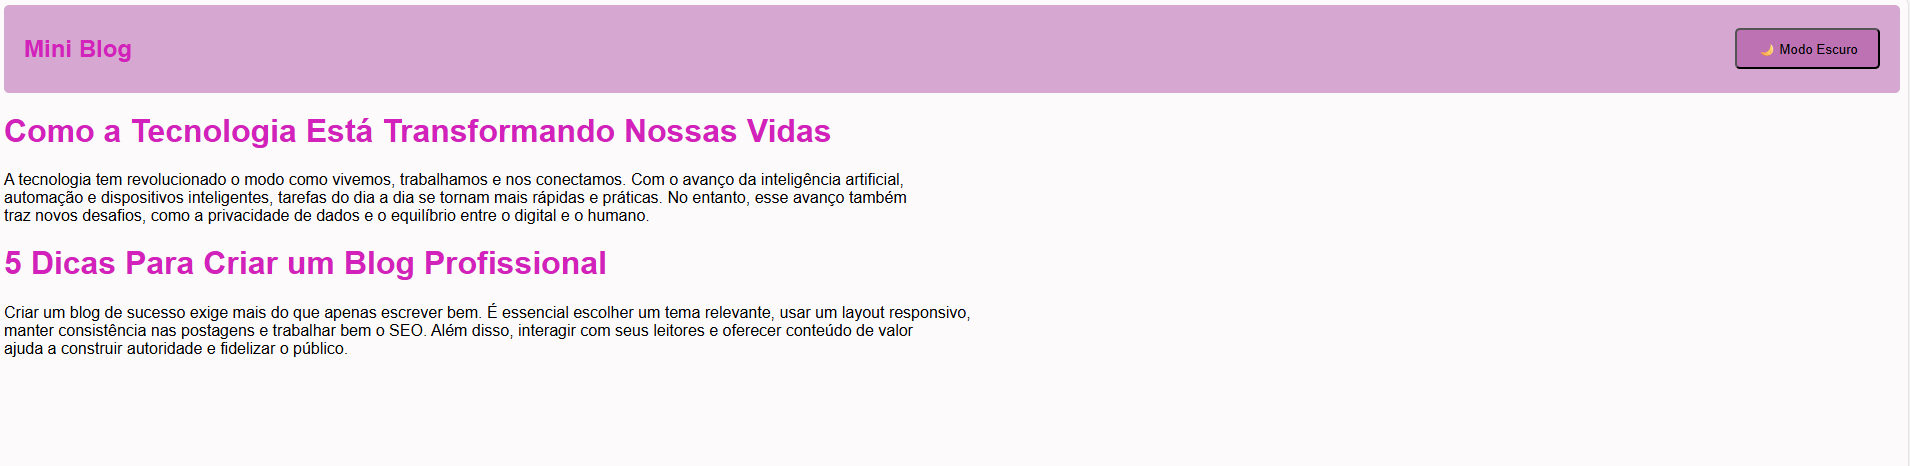 Mini Blog
🌙 Modo Escuro
Como a Tecnologia Está Transformando Nossas Vidas
A tecnologia tem revolucionado o modo como vivemos, trabalhamos e nos conectamos. Com o avanço da inteligência artificial,
automação e dispositivos inteligentes, tarefas do dia a dia se tornam mais rápidas e práticas. No entanto, esse avanço também
traz novos desafios, como a privacidade de dados e o equilíbrio entre o digital e o humano.
5 Dicas Para Criar um Blog Profissional
Criar um blog de sucesso exige mais do que apenas escrever bem. É essencial escolher um tema relevante, usar um layout responsivo,
manter consistência nas postagens e trabalhar bem o SEO. Além disso, interagir com seus leitores e oferecer conteúdo de valor
ajuda a construir autoridade e fidelizar o público.